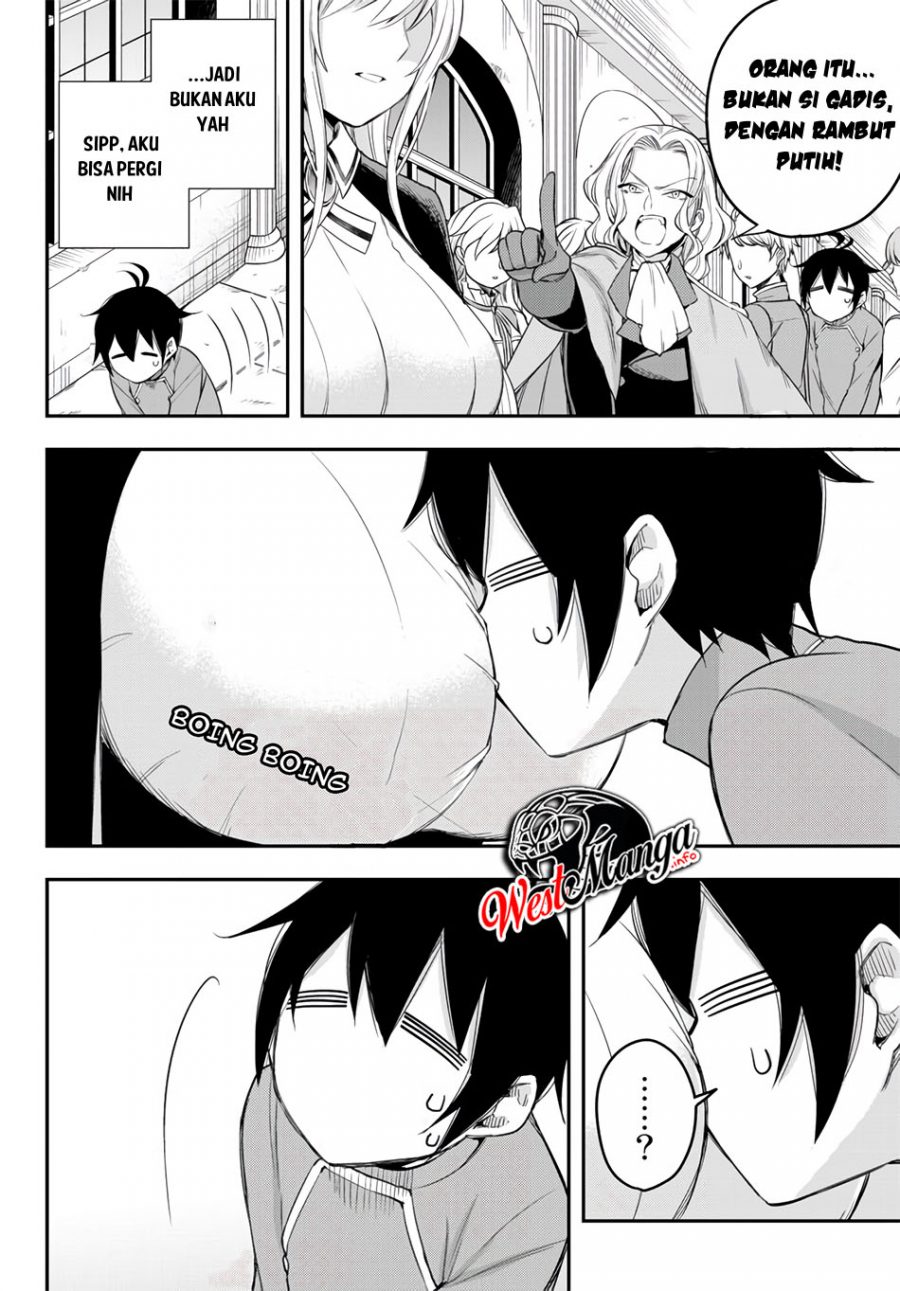 ORANG ITU...
BUKAN SI GADIS,
DENGAN RAMBUT
PUTIH!
...JADI
BUKAN AKU
YAH
SIPP, AKU
BISA PERGI
NIH
BOING BOING
WestManga
.info
......?